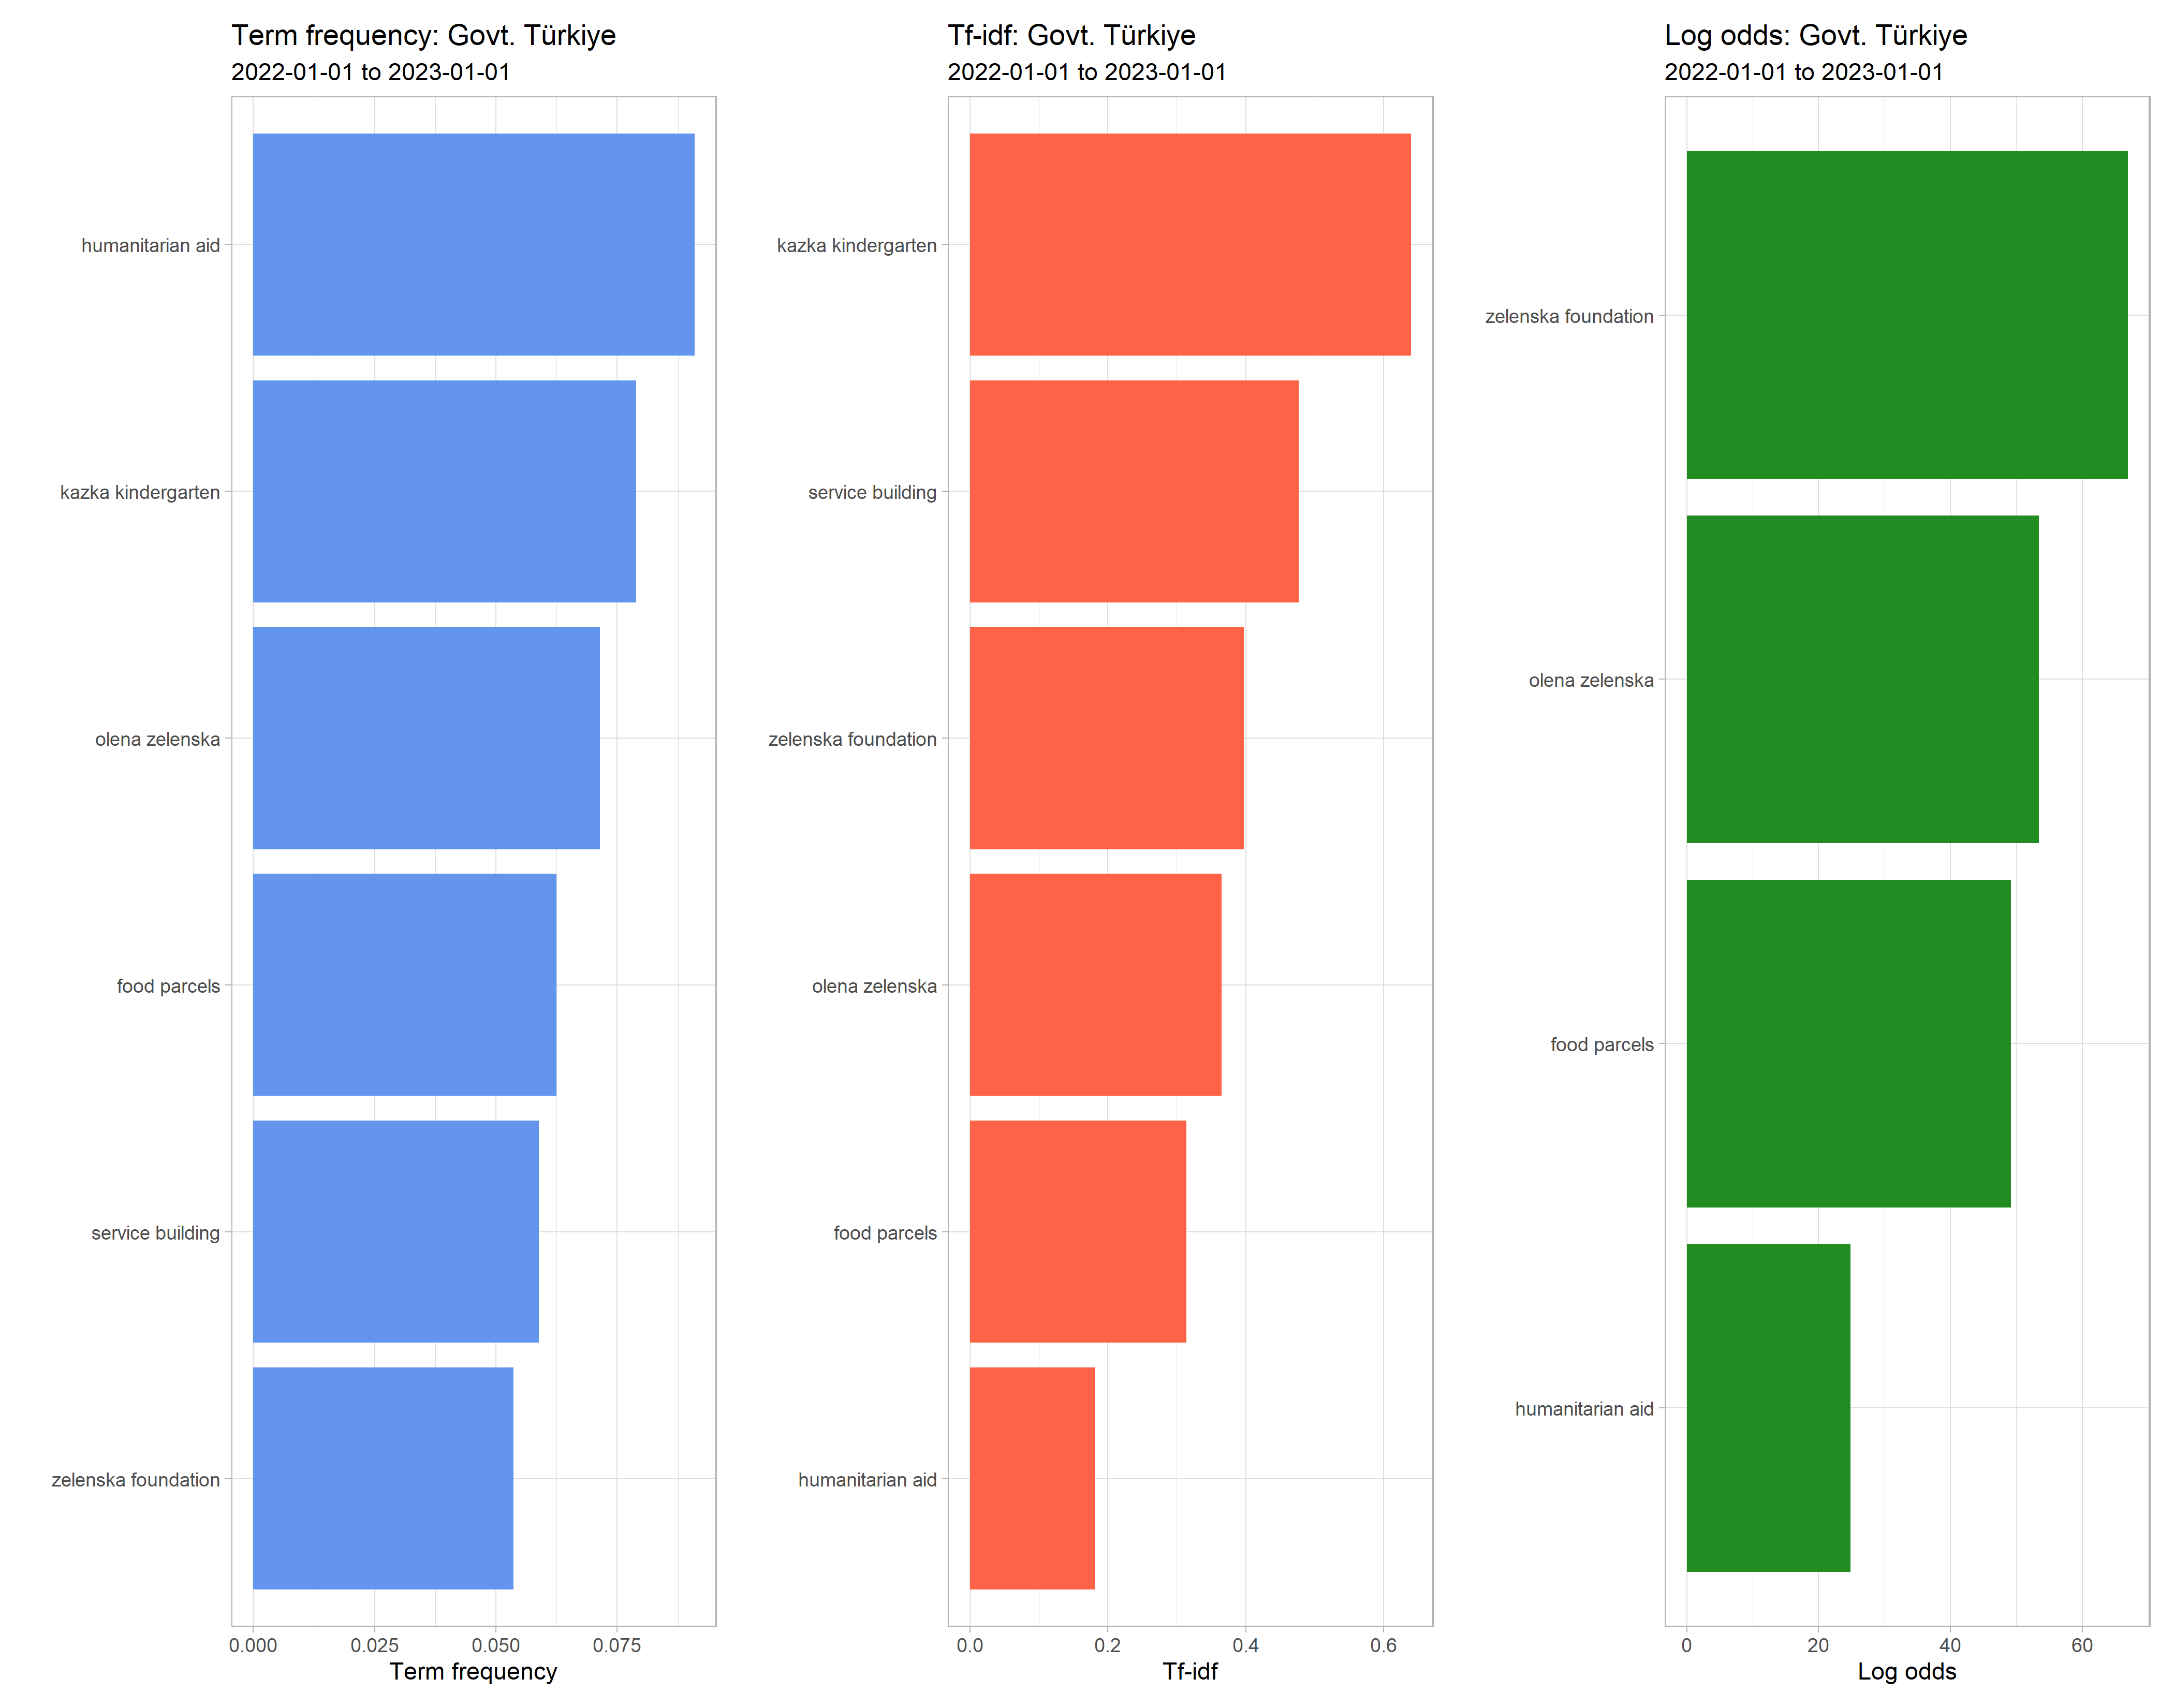 Term frequency: Govt. Türkiye
2022-01-01 to 2023-01-01
humanitarian aid
kazka kindergarten
olena zelenska
food parcels
service building
zelenska foundation
0.000 0.025 0.050 0.075
Term frequency
Tf-idf: Govt. Türkiye
2022-01-01 to 2023-01-01
kazka kindergarten
service building
zelenska foundation
olena zelenska
food parcels
humanitarian aid
0.0 0.2 0.4 0.6
Tf-idf
Log odds: Govt. Türkiye
2022-01-01 to 2023-01-01
zelenska foundation
olena zelenska
food parcels
humanitarian aid
0 20 40 60
Log odds